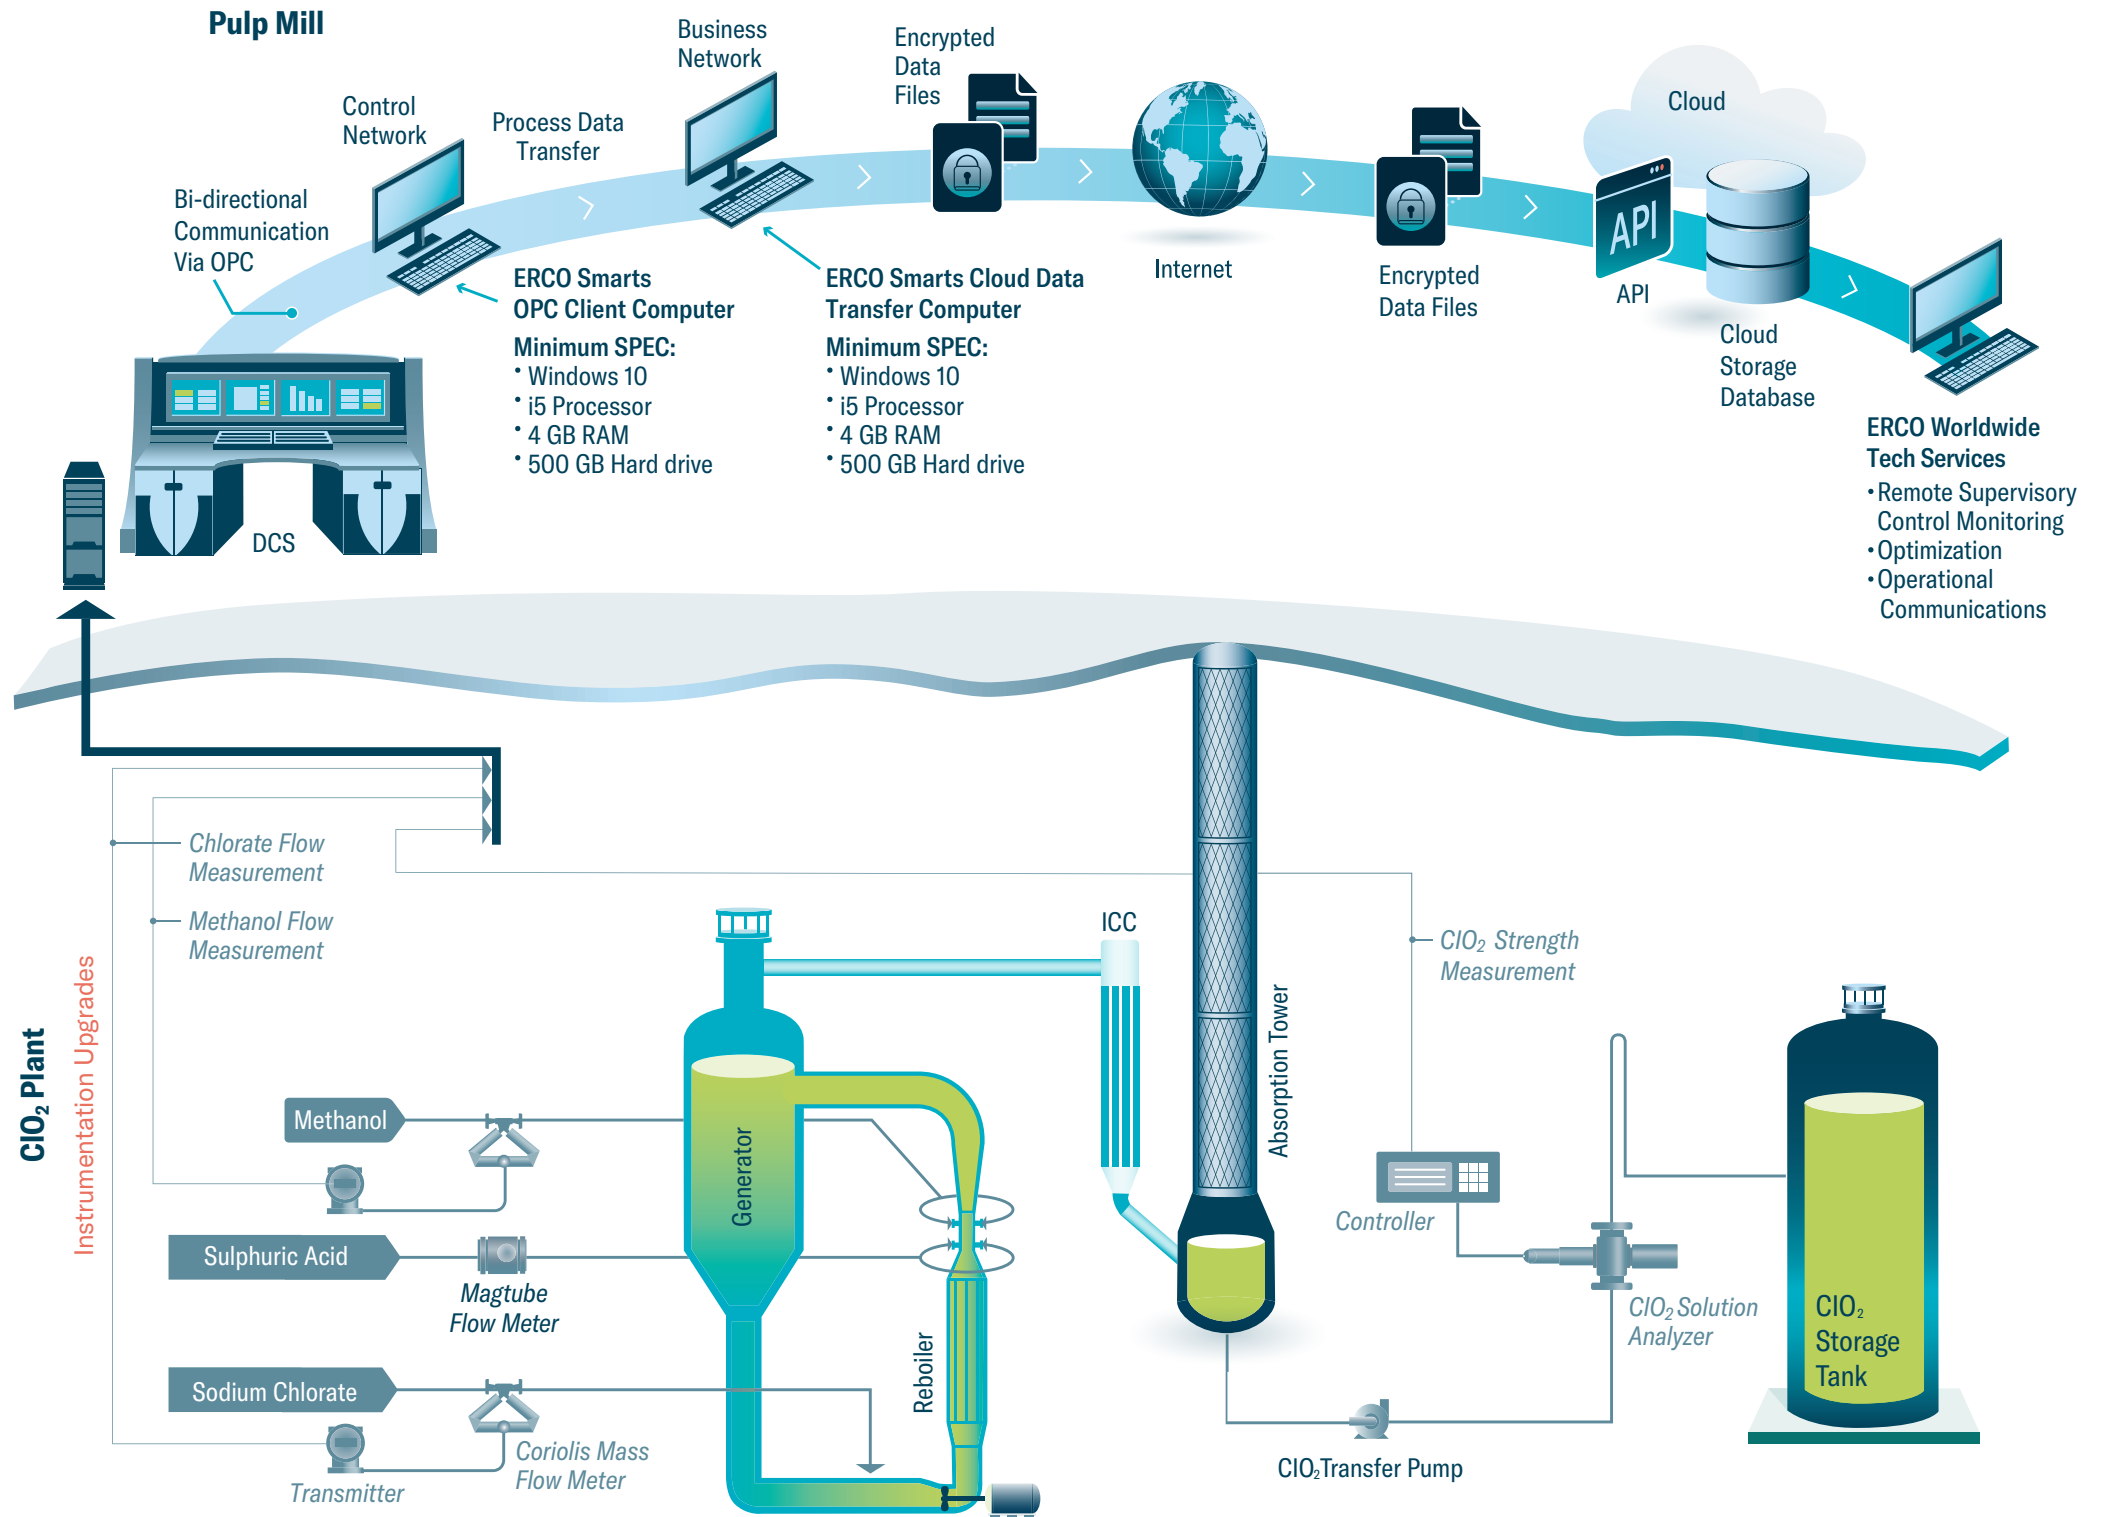 Pulp Mill
Business
Network
Encrypted
Data
Files
Cloud
Control
Network
Process Data
Transfer
Bi-directional
Communication
Via OPC
API
Internet
Encrypted
Data Files
API
ERCO Smarts
OPC Client Computer
Minimum SPEC:
• Windows 10
• i5 Processor
• 4 GB RAM
• 500 GB Hard drive
ERCO Smarts Cloud Data
Transfer Computer
Minimum SPEC:
• Windows 10
• i5 Processor
• 4 GB RAM
• 500 GB Hard drive
Cloud
Storage
Database
ERCO Worldwide
Tech Services
• Remote Supervisory
Control Monitoring
• Optimization
• Operational
Communications
DCS
Chlorate Flow
Measurement
Methanol Flow
Measurement
ICC
ClO₂ Strength
Measurement
ClO₂ Plant
Instrumentation Upgrades
Absorption Tower
Methanol
Generator
Controller
Sulphuric Acid
Magtube
Flow Meter
ClO₂ Solution
Analyzer
ClO₂
Storage
Tank
Reboiler
Sodium Chlorate
Coriolis Mass
Flow Meter
Transmitter
ClO₂ Transfer Pump